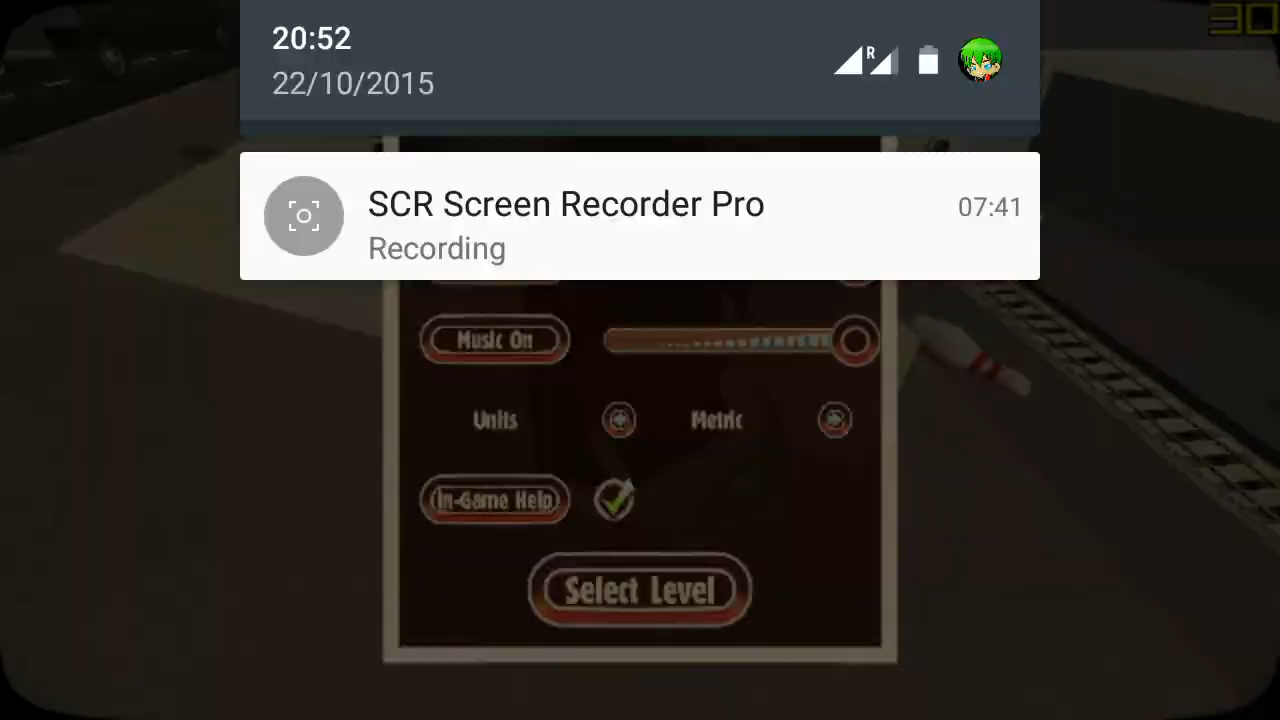 30
20:52
R
22/10/2015
SCR Screen Recorder Pro
07:41
Recording
Music On
Units
Metric
In-Game Help
Select Level